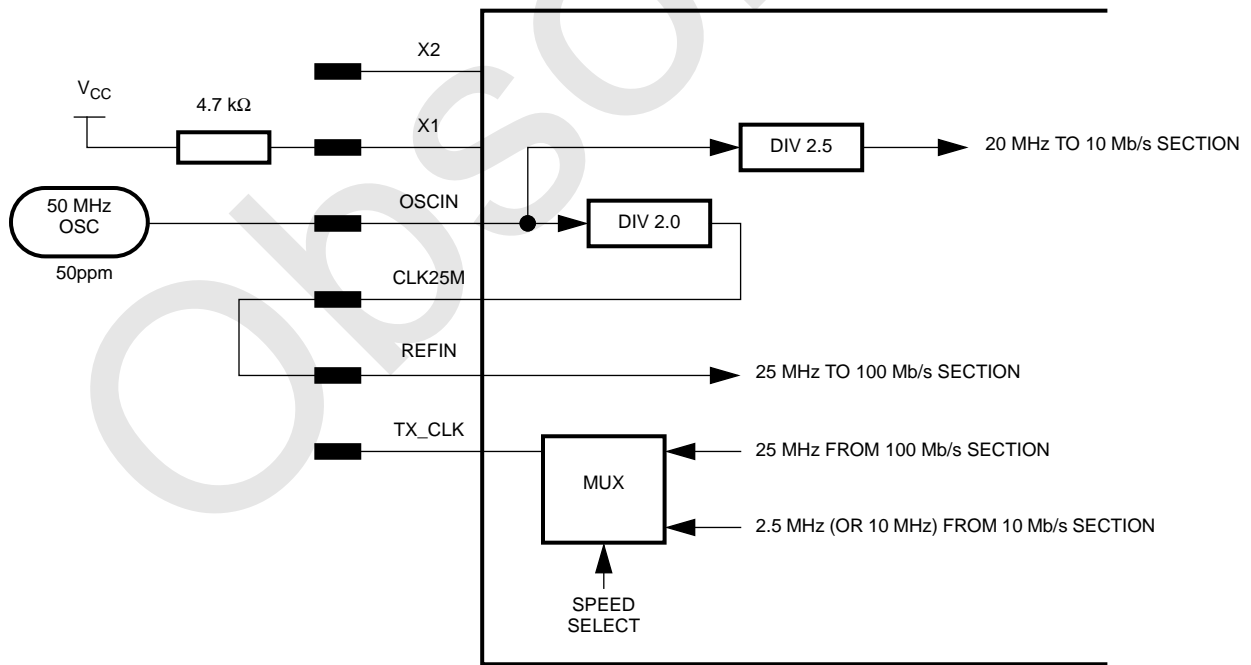 X2
VCC
4.7 kΩ
X1
DIV 2.5
20 MHz TO 10 Mb/s SECTION
50 MHz
OSC
50ppm
OSCIN
DIV 2.0
CLK25M
REFIN
25 MHz TO 100 Mb/s SECTION
TX_CLK
MUX
25 MHz FROM 100 Mb/s SECTION
2.5 MHz (OR 10 MHz) FROM 10 Mb/s SECTION
SPEED
SELECT
Obso